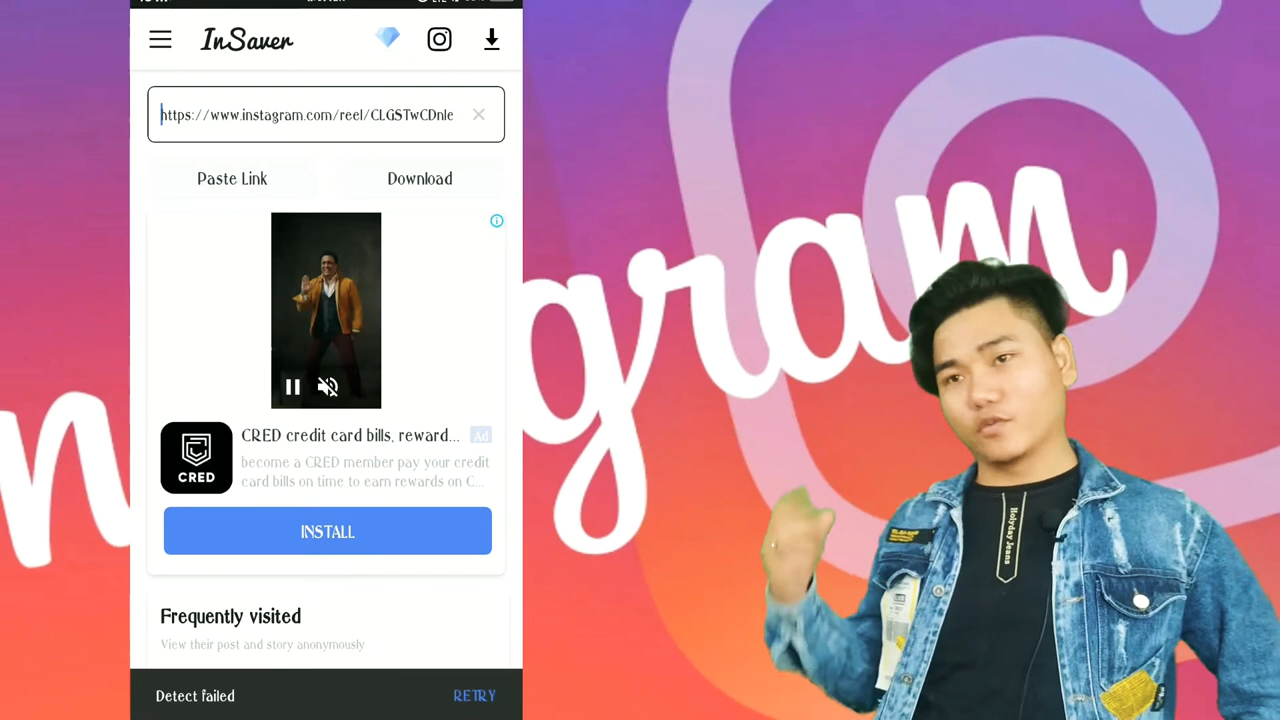 InSaver
https://www.instagram.com/reel/CLGSTwCDnle
Paste Link
Download
CRED credit card bills, reward...
Ad
become a CRED member pay your credit
card bills on time to earn rewards on C...
CRED
INSTALL
Frequently visited
View their post and story anonymously
Detect failed
RETRY
n
gram
Holyday Jeans